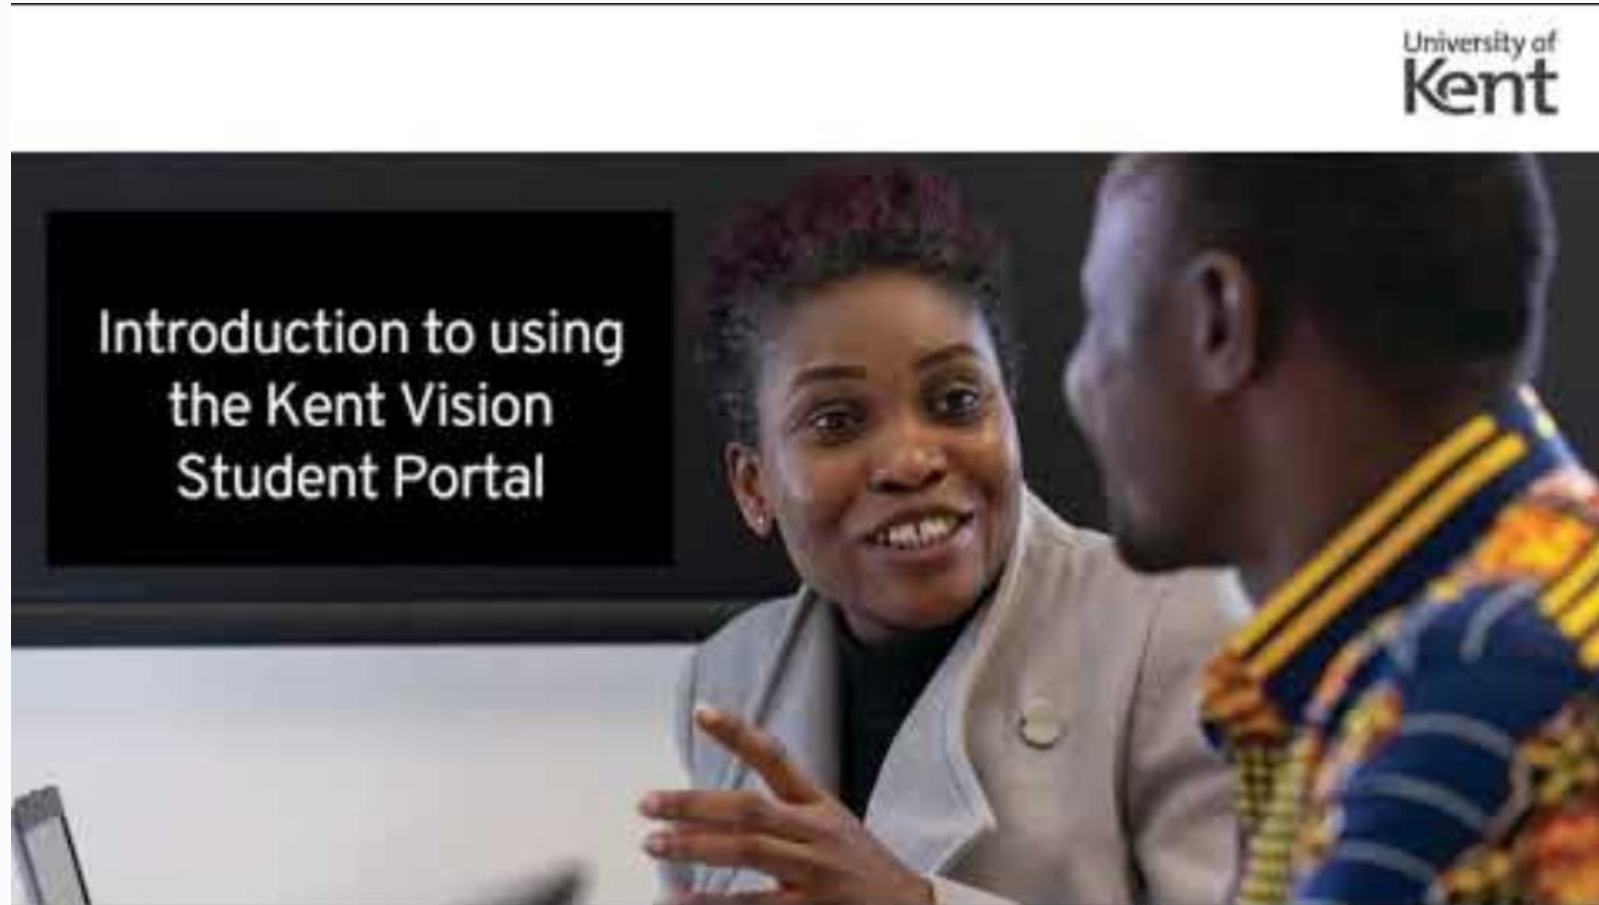 University of
Kent
Introduction to using
the Kent Vision
Student Portal